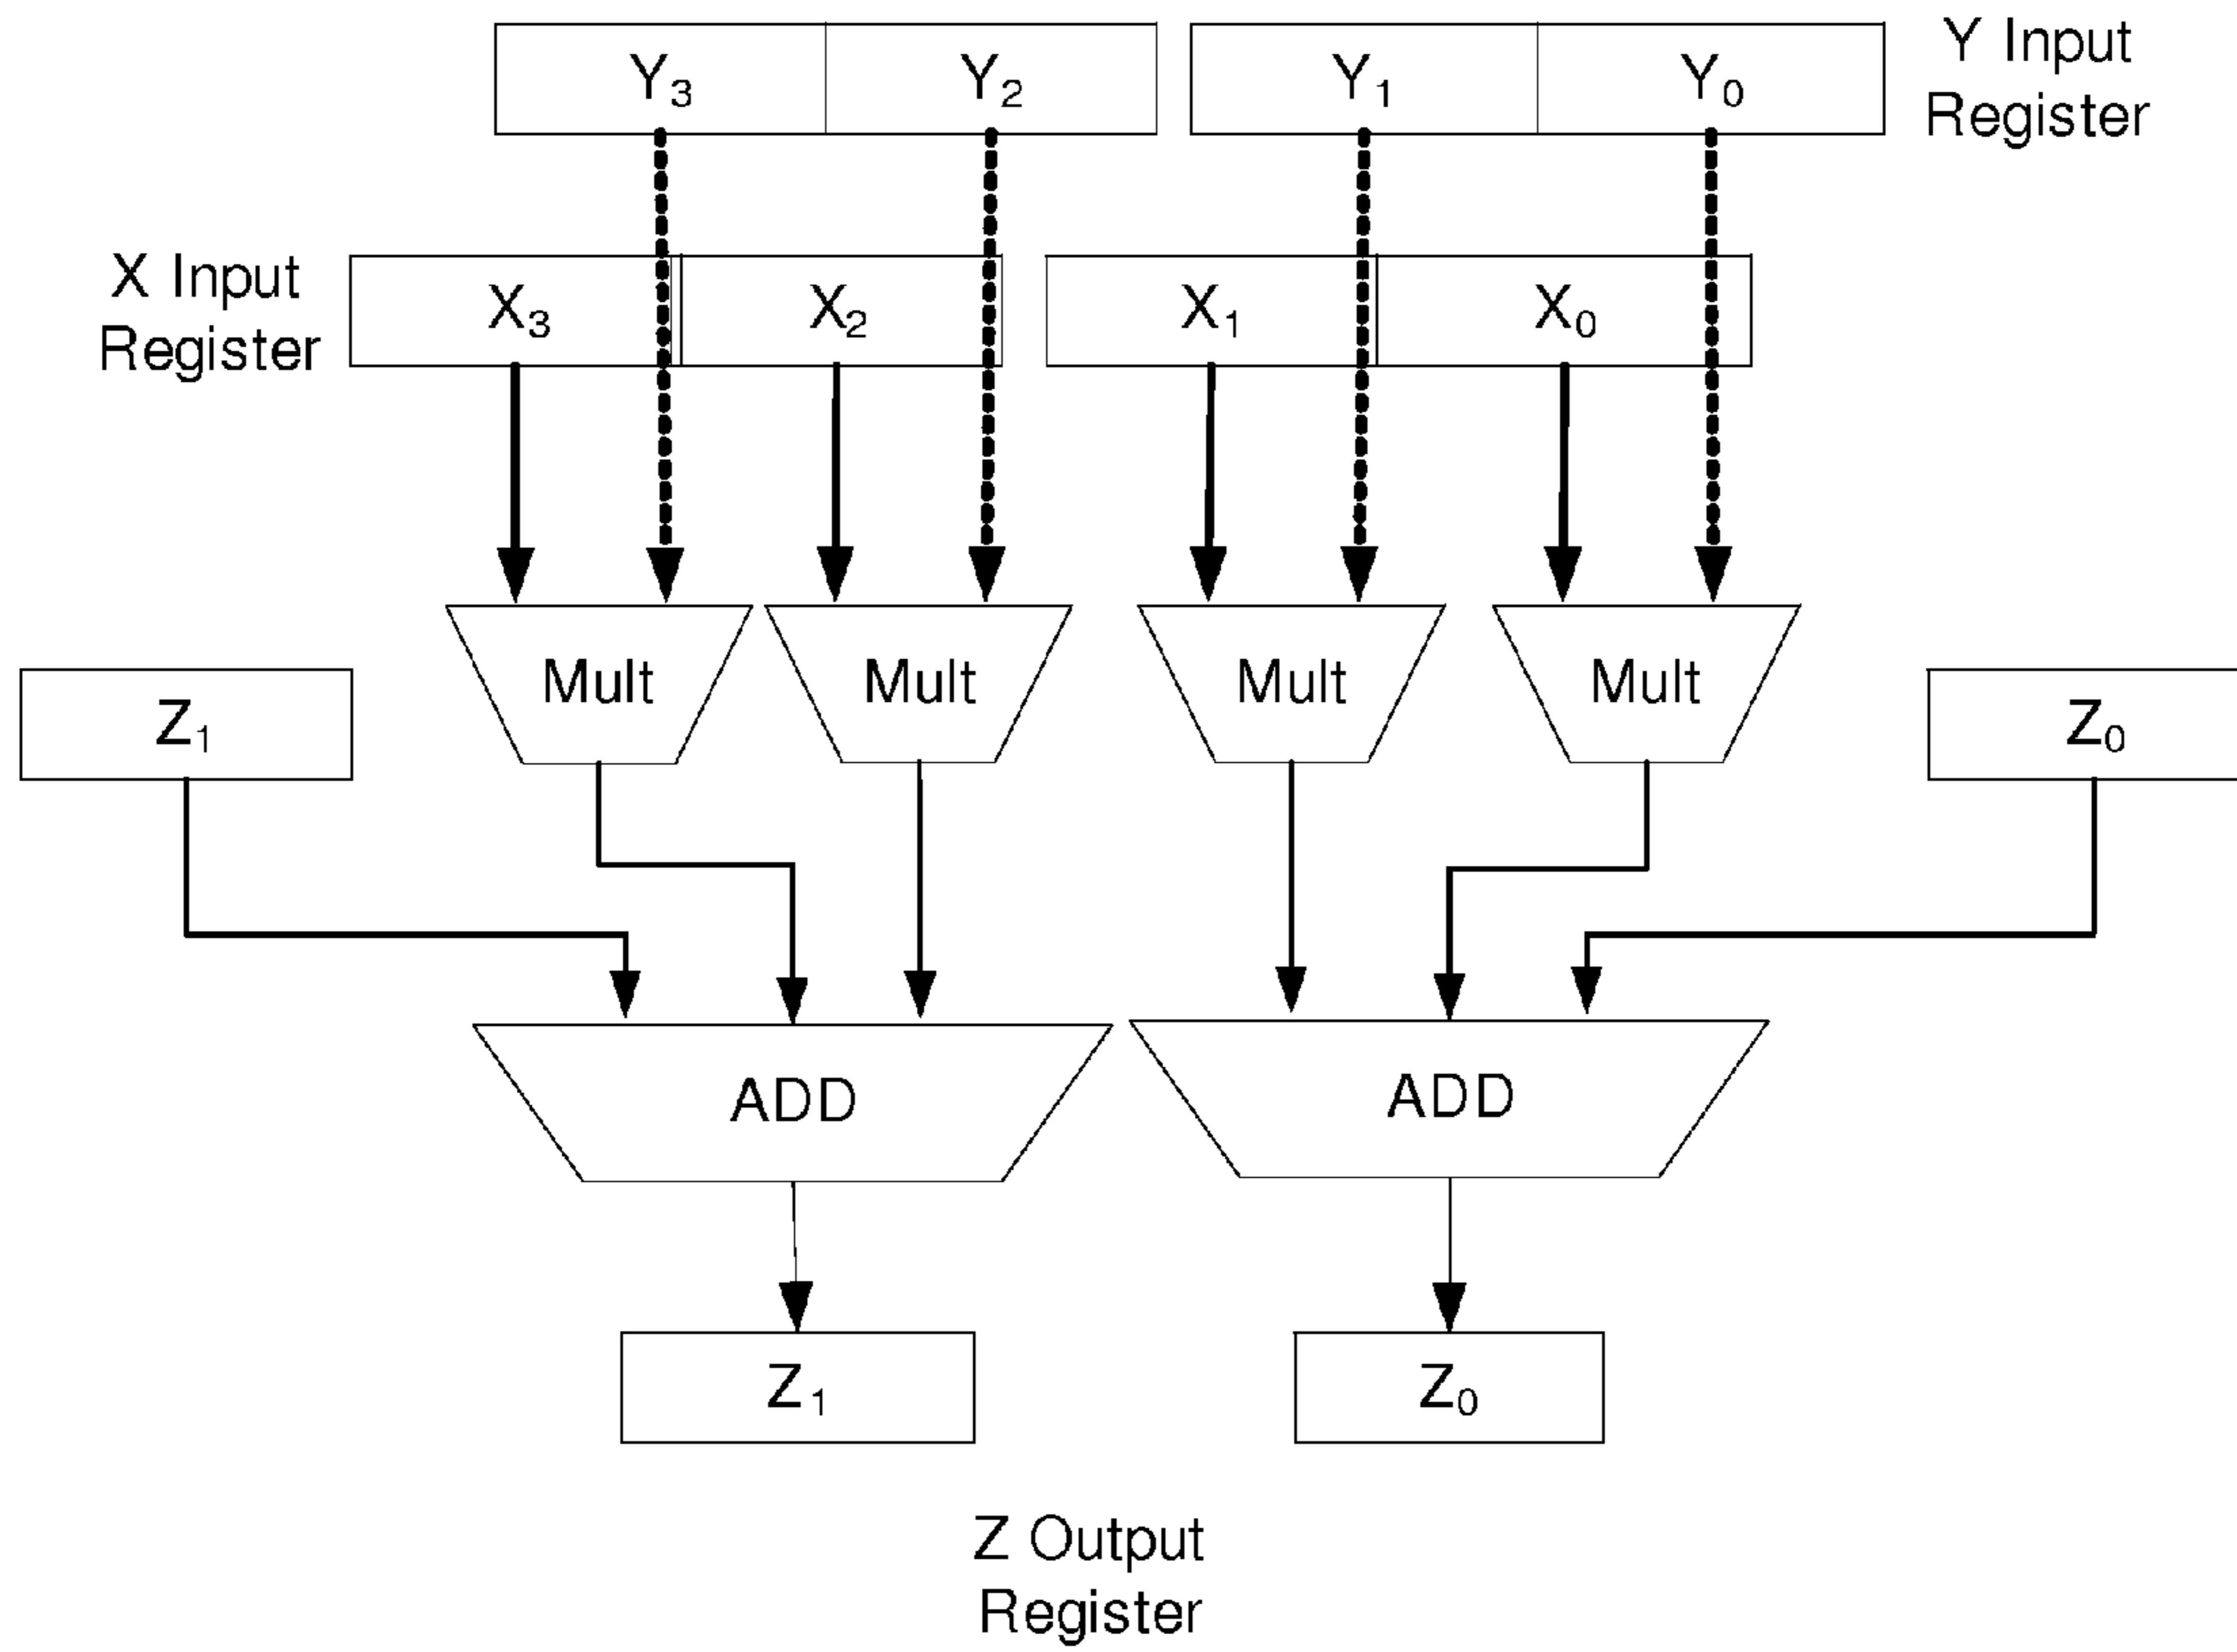 Y₃ Y₂ Y₁ Y₀
Y Input
Register
X Input
Register
X₃ X₂ X₁ X₀
Mult Mult Mult Mult
Z₁
Z₀
ADD ADD
Z₁ Z₀
Z Output
Register